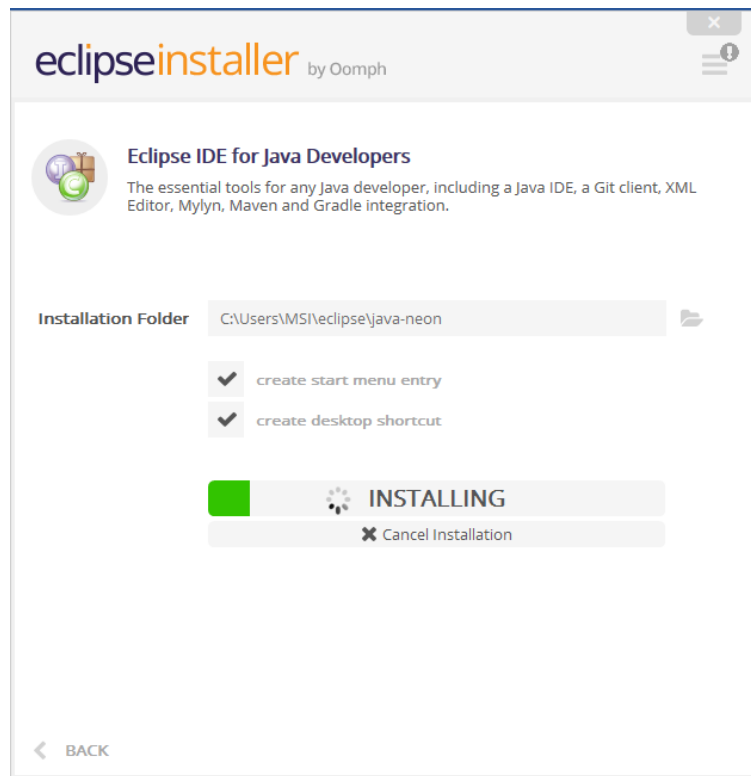 eclipseinstaller by Oomph
Eclipse IDE for Java Developers
The essential tools for any Java developer, including a Java IDE, a Git client, XML
Editor, Mylyn, Maven and Gradle integration.
Installation Folder C:\Users\MSI\eclipse\java-neon
create start menu entry
create desktop shortcut
INSTALLING
Cancel Installation
BACK